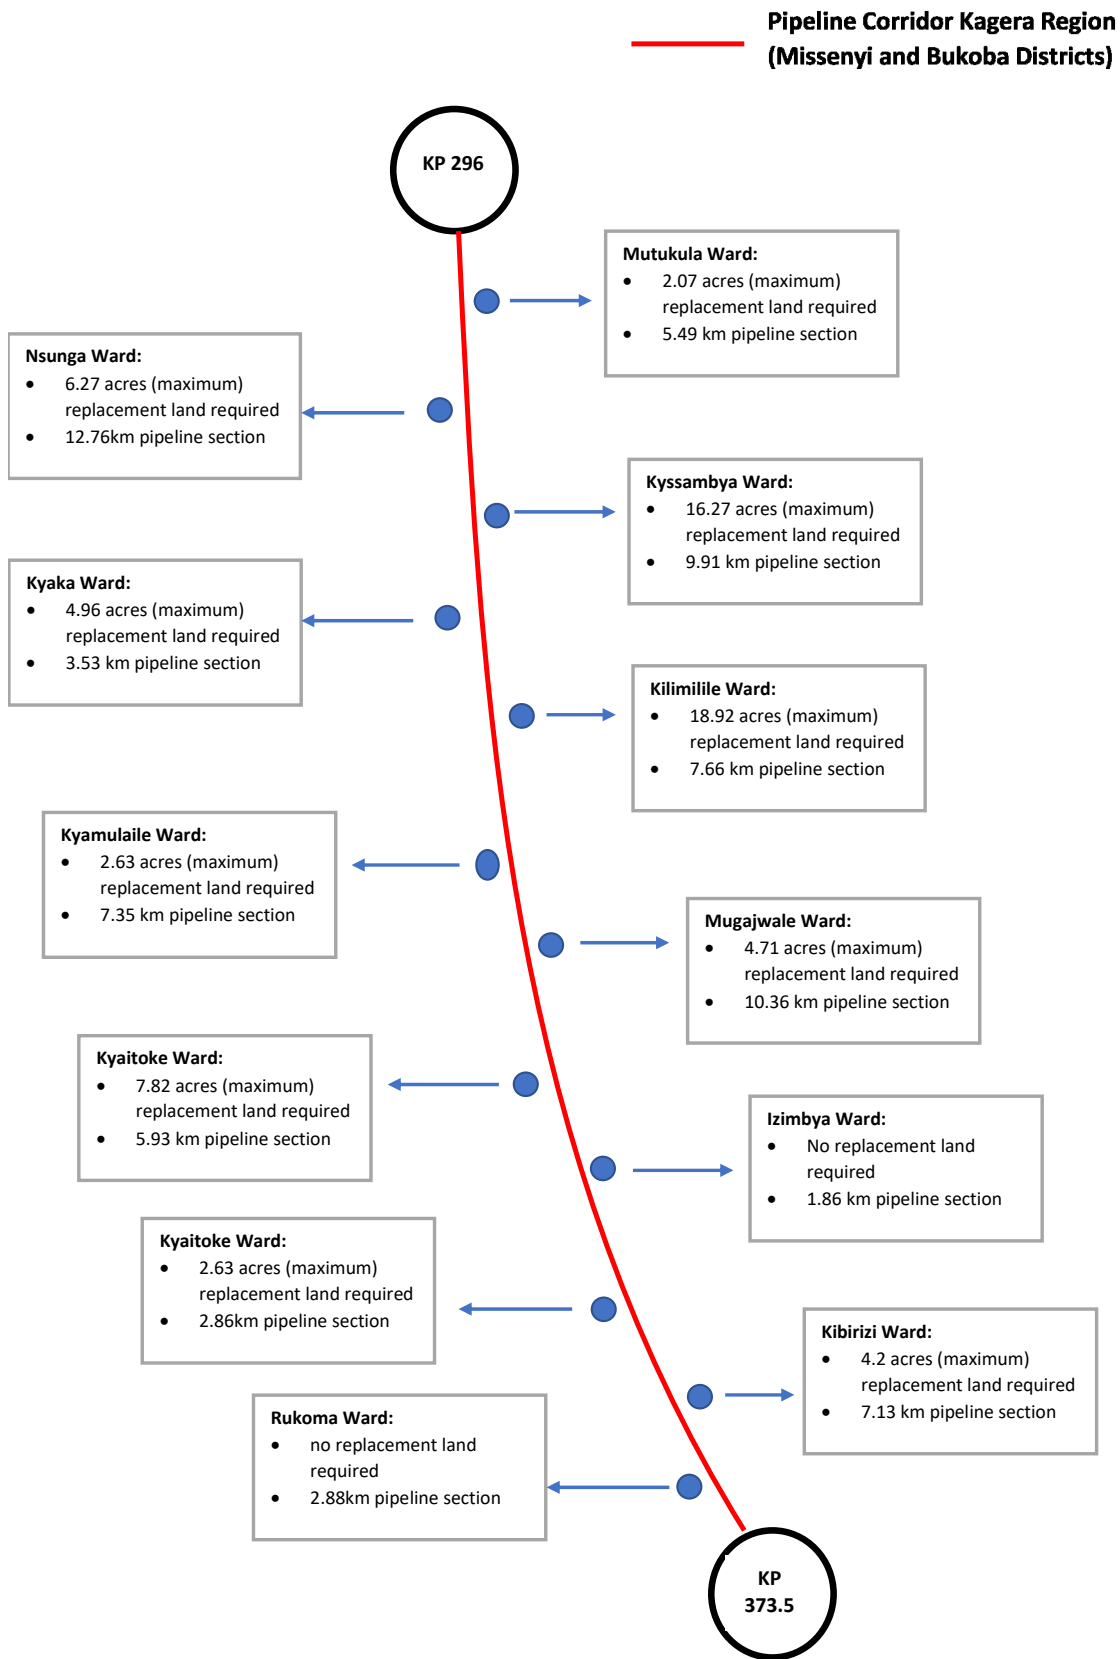 Pipeline Corridor Kagera Region
(Missenyi and Bukoba Districts)
KP 296
Mutukula Ward:
• 2.07 acres (maximum)
replacement land required
• 5.49 km pipeline section
Nsunga Ward:
• 6.27 acres (maximum)
replacement land required
• 12.76km pipeline section
Kyssambya Ward:
• 16.27 acres (maximum)
replacement land required
• 9.91 km pipeline section
Kyaka Ward:
• 4.96 acres (maximum)
replacement land required
• 3.53 km pipeline section
Kilimilile Ward:
• 18.92 acres (maximum)
replacement land required
• 7.66 km pipeline section
Kyamulaile Ward:
• 2.63 acres (maximum)
replacement land required
• 7.35 km pipeline section
Mugajwale Ward:
• 4.71 acres (maximum)
replacement land required
• 10.36 km pipeline section
Kyaitoke Ward:
• 7.82 acres (maximum)
replacement land required
• 5.93 km pipeline section
Izimbya Ward:
• No replacement land
required
• 1.86 km pipeline section
Kyaitoke Ward:
• 2.63 acres (maximum)
replacement land required
• 2.86km pipeline section
Kibirizi Ward:
• 4.2 acres (maximum)
replacement land required
• 7.13 km pipeline section
Rukoma Ward:
• no replacement land
required
• 2.88km pipeline section
KP
373.5